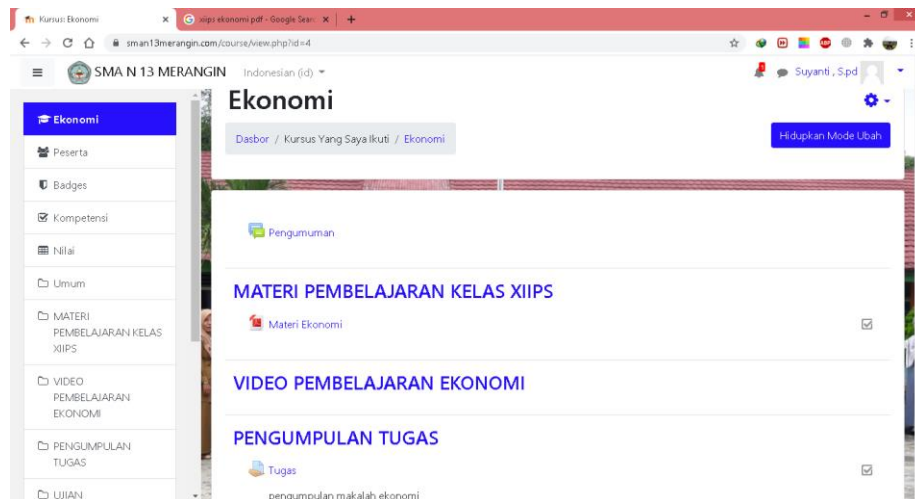 Kursus: Ekonomi
xiips ekonomi pdf - Google Sear
sman13merangin.com/course/view.php?id=4
SMA N 13 MERANGIN
Indonesian (id)
Suyanti , S.pd
Ekonomi
Peserta
Badges
Kompetensi
Nilai
Umum
MATERI
PEMBELAJARAN KELAS
XIIPS
VIDEO
PEMBELAJARAN
EKONOMI
PENGUMPULAN
TUGAS
UJIAN
Ekonomi
Dasbor / Kursus Yang Saya Ikuti / Ekonomi
Hidupkan Mode Ubah
Pengumuman
MATERI PEMBELAJARAN KELAS XIIPS
Materi Ekonomi
VIDEO PEMBELAJARAN EKONOMI
PENGUMPULAN TUGAS
Tugas
pengumpulan makalah ekonomi